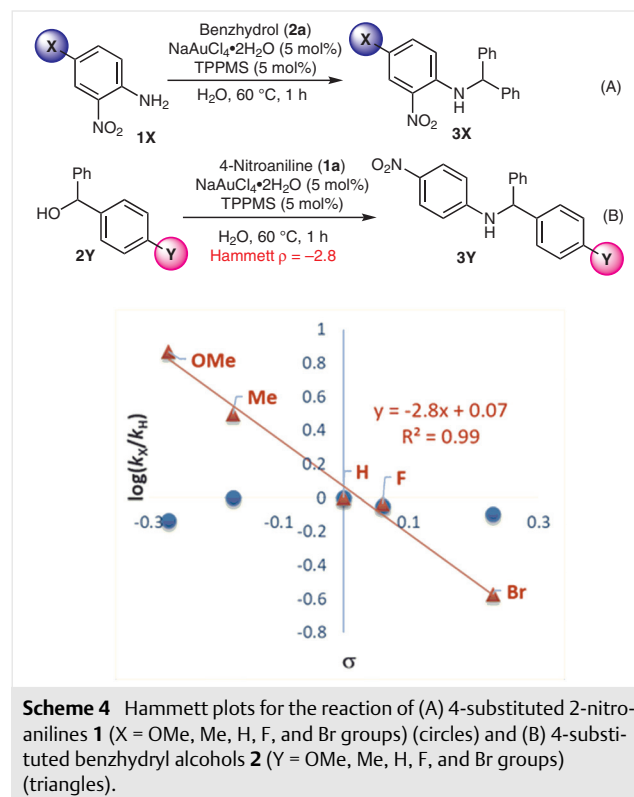 Benzhydrol (2a)
NaAuCl4•2H2O (5 mol%)
TPPMS (5 mol%)
H2O, 60 °C, 1 h
X
NH2
NO2
1X
X
Ph
N
H
Ph
NO2
3X
(A)
Ph
HO
2Y
Y
4-Nitroaniline (1a)
NaAuCl4•2H2O (5 mol%)
TPPMS (5 mol%)
H2O, 60 °C, 1 h
Hammett ρ = −2.8
O2N
Ph
N
H
3Y
Y
(B)
log(kX/kH)
1
0.8
0.6
0.4
0.2
0
-0.2
-0.4
-0.6
-0.8
-0.3
-0.1
0.1
0.3
OMe
Me
H
F
Br
y = -2.8x + 0.07
R² = 0.99
σ
Scheme 4 Hammett plots for the reaction of (A) 4-substituted 2-nitro-
anilines 1 (X = OMe, Me, H, F, and Br groups) (circles) and (B) 4-substi-
tuted benzhydryl alcohols 2 (Y = OMe, Me, H, F, and Br groups)
(triangles).